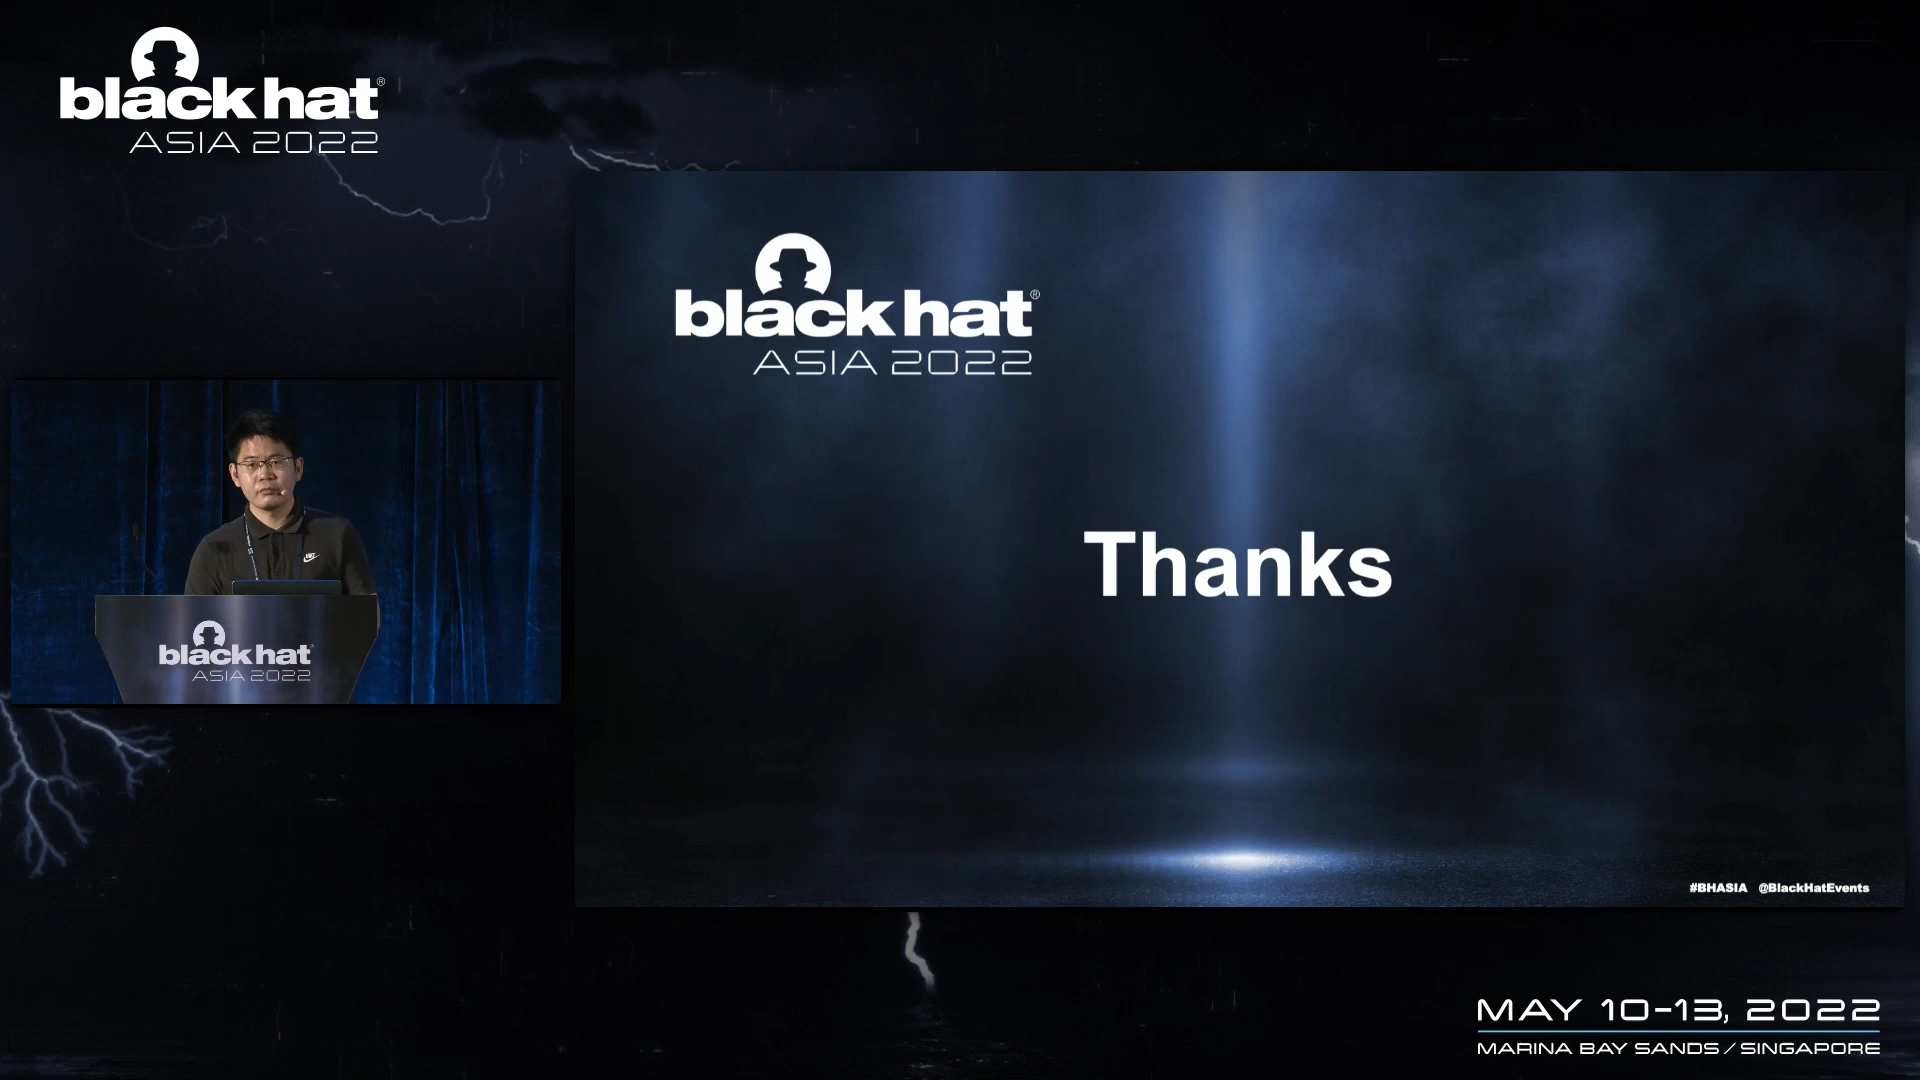 black hat®
ASIA 2022
black hat®
ASIA 2022
Thanks
black hat
ASIA 2022
#BHASIA @BlackHatEvents
MAY 10-13, 2022
MARINA BAY SANDS / SINGAPORE